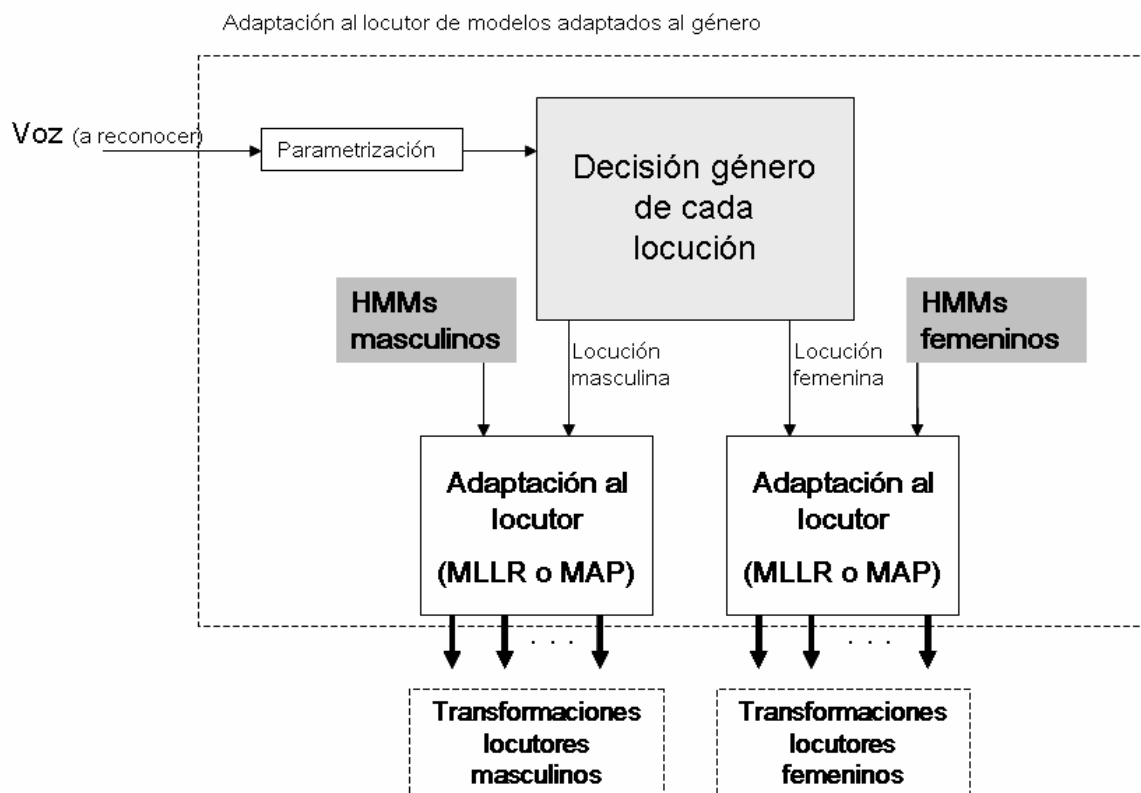 Adaptación al locutor de modelos adaptados al género
Voz (a reconocer)
Parametrización
Decisión género
de cada
locución
HMMs
masculinos
HMMs
femeninos
Locución
masculina
Locución
femenina
Adaptación al
locutor
(MLLR o MAP)
Adaptación al
locutor
(MLLR o MAP)
. . .
. . .
Transformaciones
locutores
masculinos
Transformaciones
locutores
femeninos